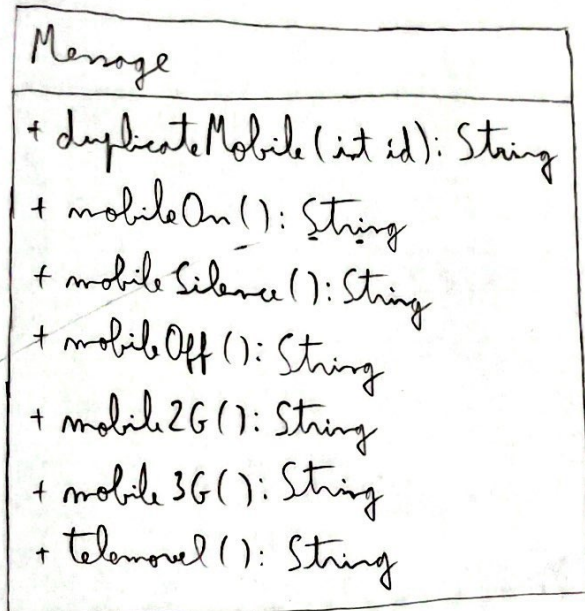 Message
+ duplicateMobile(int id): String
+ mobileOn(): String
+ mobileSilence(): String
+ mobileOff(): String
+ mobile2G(): String
+ mobile3G(): String
+ telemovel(): String